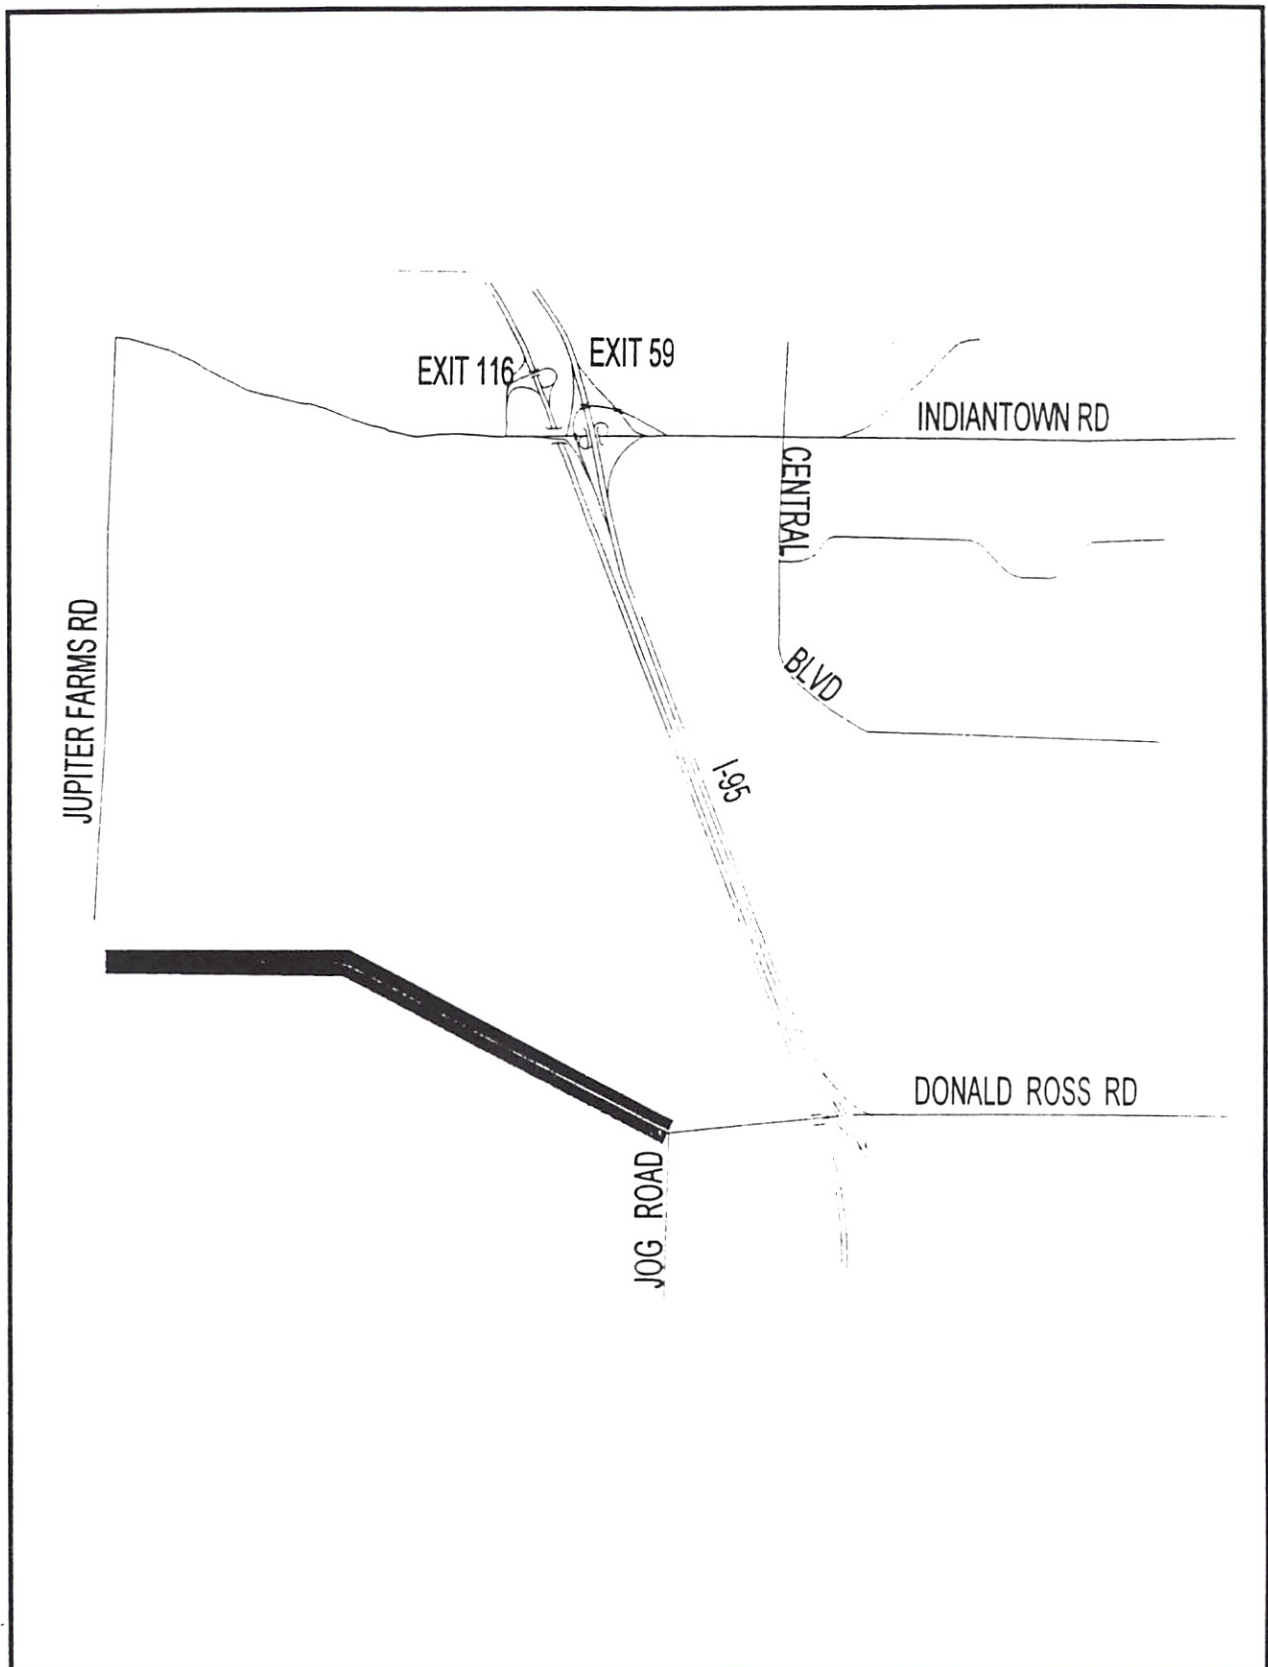 EXIT 59
EXIT 116
INDIANTOWN RD
CENTRAL
JUPITER FARMS RD
BLVD
I-95
DONALD ROSS RD
JOG ROAD